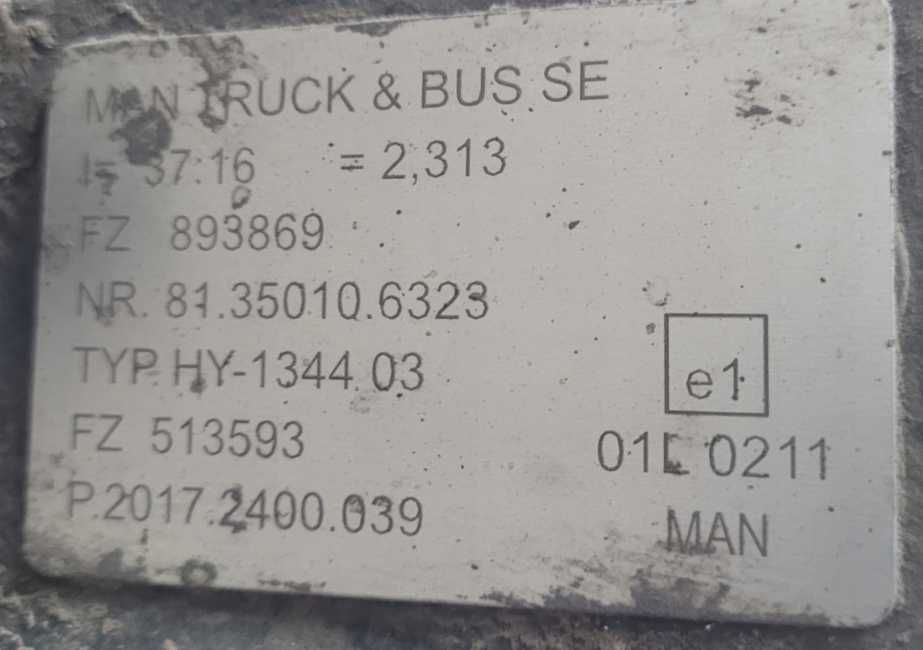 MAN TRUCK & BUS SE
I= 37:16 = 2,313
FZ 893869
NR. 81.35010.6323
TYP. HY-1344.03
e1
FZ 513593
01L 0211
P.2017.2400.039
MAN